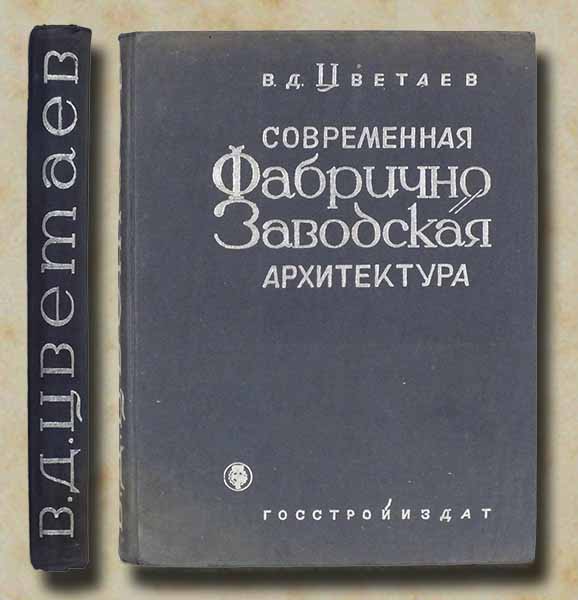 В.Д.Цветаев
В.Д. ЦВЕТАЕВ
СОВРЕМЕННАЯ
Фабрично
Заводская
АРХИТЕКТУРА
ГОССТРОЙИЗДАТ